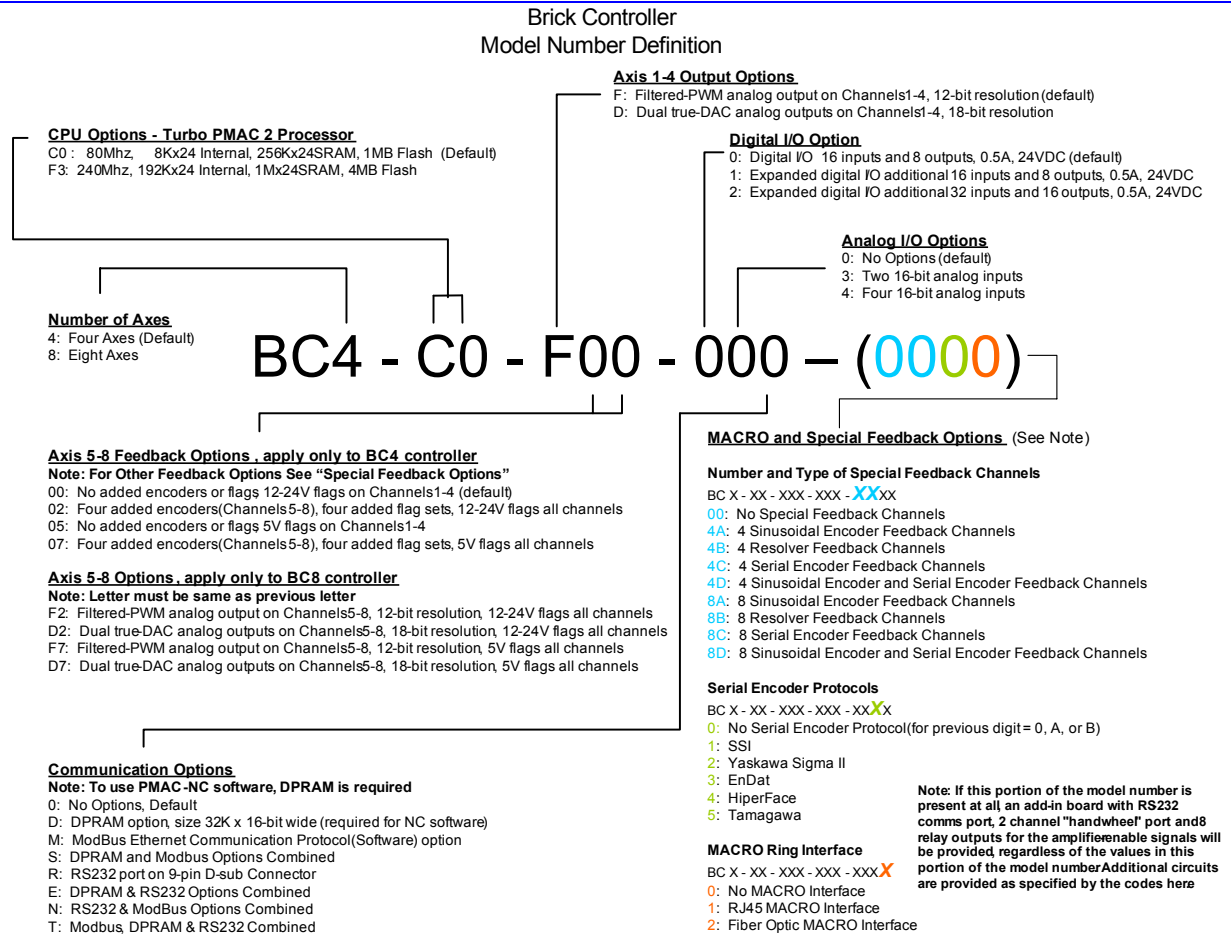 Brick Controller
Model Number Definition
Axis 1-4 Output Options
F: Filtered-PWM analog output on Channels1-4, 12-bit resolution (default)
D: Dual true-DAC analog outputs on Channels1-4, 18-bit resolution
CPU Options - Turbo PMAC 2 Processor
C0 : 80Mhz, 8Kx24 Internal, 256Kx24SRAM, 1MB Flash (Default)
F3: 240Mhz, 192Kx24 Internal, 1Mx24SRAM, 4MB Flash
Digital I/O Option
0: Digital I/O 16 inputs and 8 outputs, 0.5A, 24VDC (default)
1: Expanded digital I/O additional 16 inputs and 8 outputs, 0.5A, 24VDC
2: Expanded digital I/O additional 32 inputs and 16 outputs, 0.5A, 24VDC
Analog I/O Options
0: No Options (default)
3: Two 16-bit analog inputs
4: Four 16-bit analog inputs
Number of Axes
4: Four Axes (Default)
8: Eight Axes
BC4 - C0 - F00 - 000 – (0000)
Axis 5-8 Feedback Options , apply only to BC4 controller
Note: For Other Feedback Options See “Special Feedback Options”
00: No added encoders or flags, 12-24V flags on Channels1-4 (default)
02: Four added encoders(Channels5-8), four added flag sets, 12-24V flags all channels
05: No added encoders or flags, 5V flags on Channels1-4
07: Four added encoders(Channels5-8), four added flag sets, 5V flags all channels
Axis 5-8 Options , apply only to BC8 controller
Note: Letter must be same as previous letter
F2: Filtered-PWM analog output on Channels5-8, 12-bit resolution, 12-24V flags all channels
D2: Dual true-DAC analog outputs on Channels5-8, 18-bit resolution, 12-24V flags all channels
F7: Filtered-PWM analog output on Channels5-8, 12-bit resolution, 5V flags all channels
D7: Dual true-DAC analog outputs on Channels5-8, 18-bit resolution, 5V flags all channels
Communication Options
Note: To use PMAC-NC software, DPRAM is required
0: No Options, Default
D: DPRAM option, size 32K x 16-bit wide (required for NC software)
M: ModBus Ethernet Communication Protocol(Software) option
S: DPRAM and Modbus Options Combined
R: RS232 port on 9-pin D-sub Connector
E: DPRAM & RS232 Options Combined
N: RS232 & ModBus Options Combined
T: Modbus, DPRAM & RS232 Combined
MACRO and Special Feedback Options (See Note)
Number and Type of Special Feedback Channels
BC X - XX - XXX - XXX - XXXX
00: No Special Feedback Channels
4A: 4 Sinusoidal Encoder Feedback Channels
4B: 4 Resolver Feedback Channels
4C: 4 Serial Encoder Feedback Channels
4D: 4 Sinusoidal Encoder and Serial Encoder Feedback Channels
8A: 8 Sinusoidal Encoder Feedback Channels
8B: 8 Resolver Feedback Channels
8C: 8 Serial Encoder Feedback Channels
8D: 8 Sinusoidal Encoder and Serial Encoder Feedback Channels
Serial Encoder Protocols
BC X - XX - XXX - XXX - XXXX
0: No Serial Encoder Protocol(for previous digit = 0, A, or B)
1: SSI
2: Yaskawa Sigma II
3: EnDat
4: HiperFace
5: Tamagawa
MACRO Ring Interface
BC X - XX - XXX - XXX - XXXX
0: No MACRO Interface
1: RJ45 MACRO Interface
2: Fiber Optic MACRO Interface
Note: If this portion of the model number is
present at all, an add-in board with RS232
comms port, 2 channel "handwheel" port and 8
relay outputs for the amplifier-enable signals will
be provided, regardless of the values in this
portion of the model number. Additional circuits
are provided as specified by the codes here.